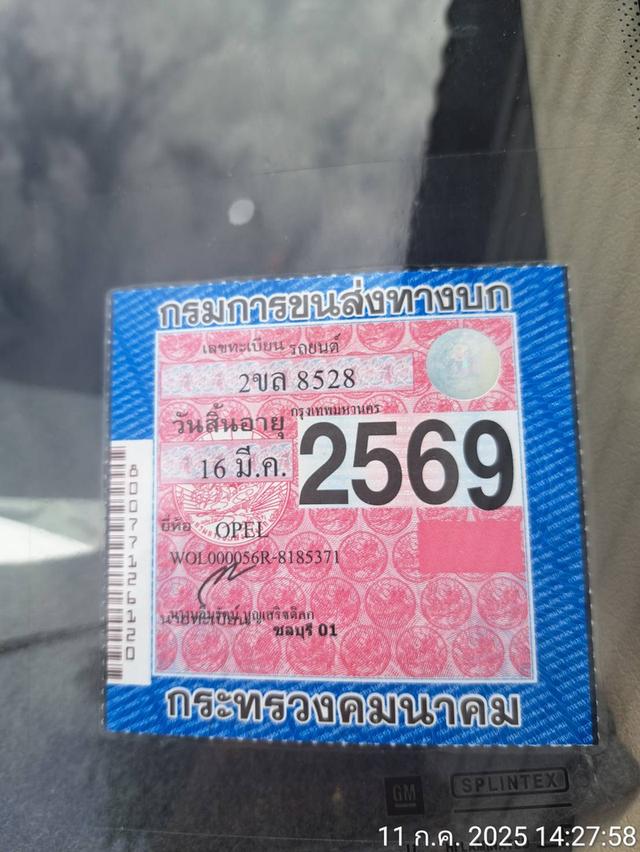 กรมการขนส่งทางบก
เลขทะเบียน รถยนต์
2ขล 8528
กรุงเทพมหานคร
วันสิ้นอายุ
16 มี.ค. 2569
ยี่ห้อ OPEL
WOL000056R-8185371
นายทะเบียน
ชลบุรี 01
8007712612O
กระทรวงคมนาคม
GM
SPLINTEX
11 ก.ค. 2025 14:27:58